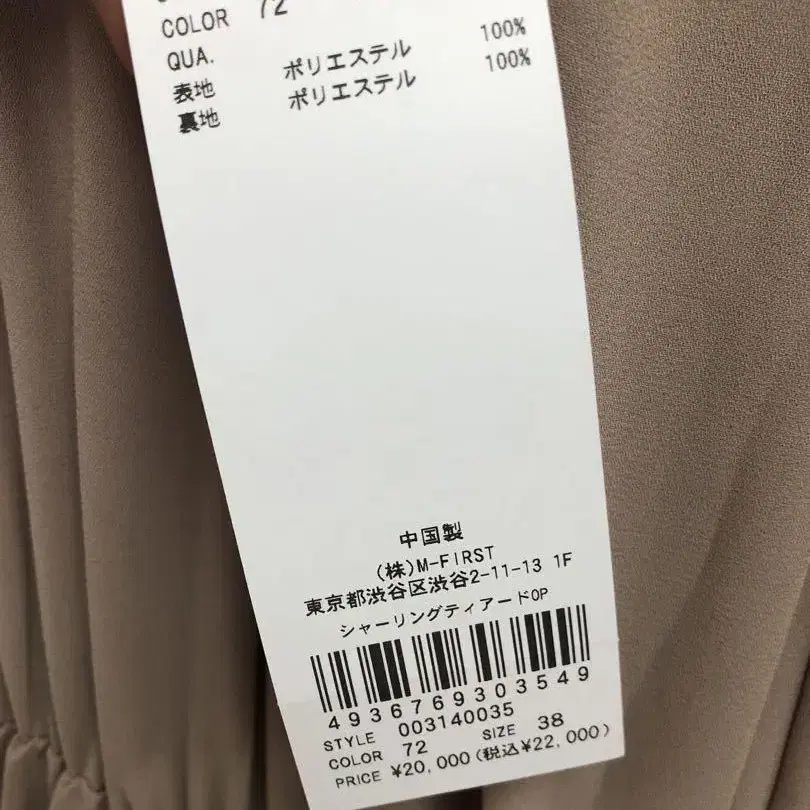 COLOR 72
QUA.
表地 ポリエステル 100%
裏地 ポリエステル 100%
中国製
(株)M-FIRST
東京都渋谷区渋谷2-11-13 1F
シャーリングティアードOP
4936769303549
STYLE 003140035
COLOR 72 SIZE 38
PRICE ¥20,000(税込¥22,000)